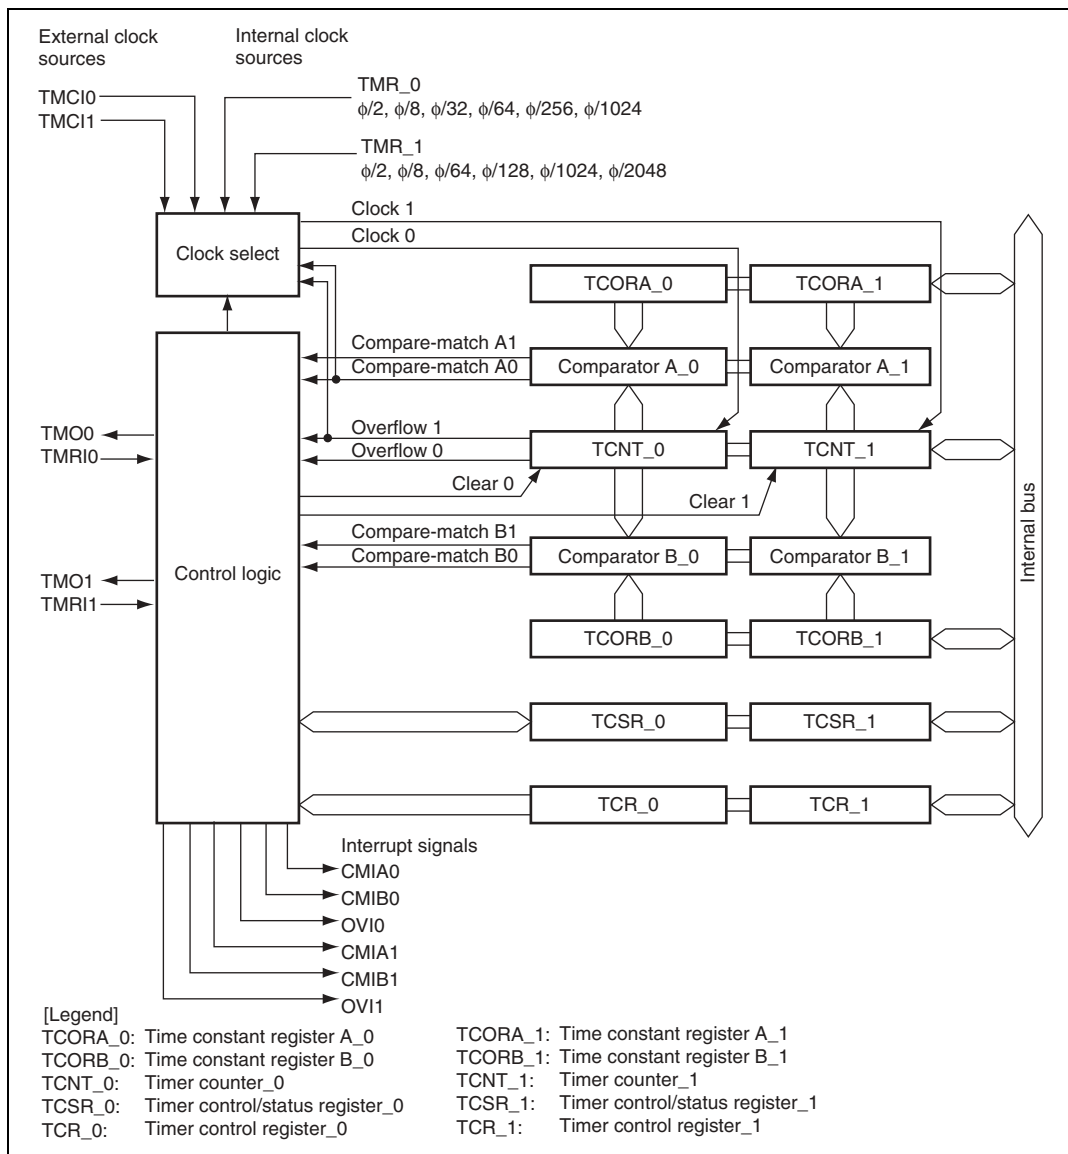 External clock sources
Internal clock sources
TMCI0
TMCI1
TMR_0
ϕ/2, ϕ/8, ϕ/32, ϕ/64, ϕ/256, ϕ/1024
TMR_1
ϕ/2, ϕ/8, ϕ/64, ϕ/128, ϕ/1024, ϕ/2048
Clock 1
Clock 0
Clock select
TCORA_0
TCORA_1
Compare-match A1
Compare-match A0
Comparator A_0
Comparator A_1
TMO0
TMRI0
Overflow 1
Overflow 0
TCNT_0
TCNT_1
Clear 0
Clear 1
Compare-match B1
Compare-match B0
Comparator B_0
Comparator B_1
Control logic
TMO1
TMRI1
Internal bus
TCORB_0
TCORB_1
TCSR_0
TCSR_1
TCR_0
TCR_1
Interrupt signals
CMIA0
CMIB0
OVI0
CMIA1
CMIB1
OVI1
[Legend]
TCORA_0: Time constant register A_0
TCORB_0: Time constant register B_0
TCNT_0: Timer counter_0
TCSR_0: Timer control/status register_0
TCR_0: Timer control register_0
TCORA_1: Time constant register A_1
TCORB_1: Time constant register B_1
TCNT_1: Timer counter_1
TCSR_1: Timer control/status register_1
TCR_1: Timer control register_1